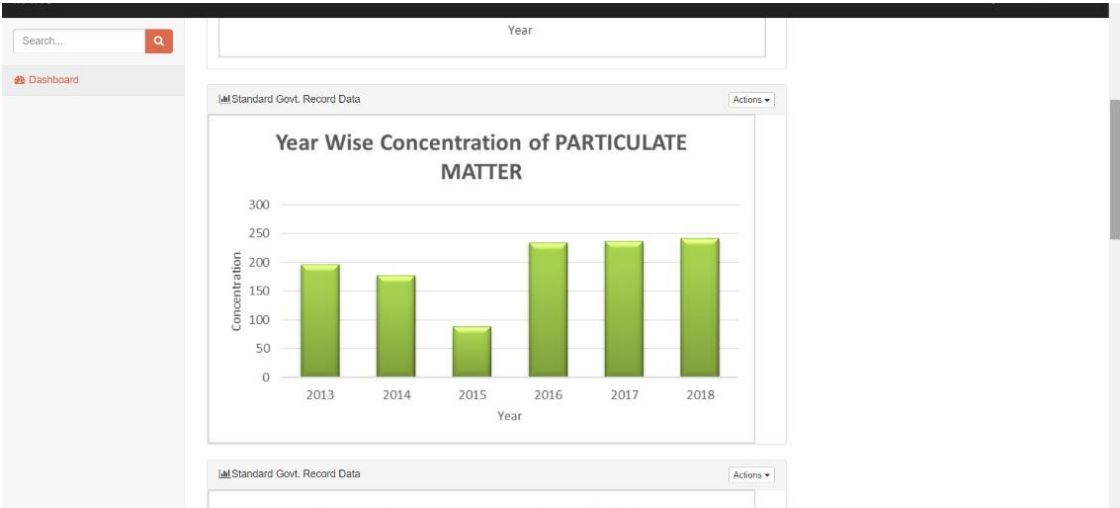 Search...
Dashboard
Year
Standard Govt. Record Data
Actions
Year Wise Concentration of PARTICULATE
MATTER
300
250
200
150
100
50
0
Concentration
2013 2014 2015 2016 2017 2018
Year
Standard Govt. Record Data
Actions